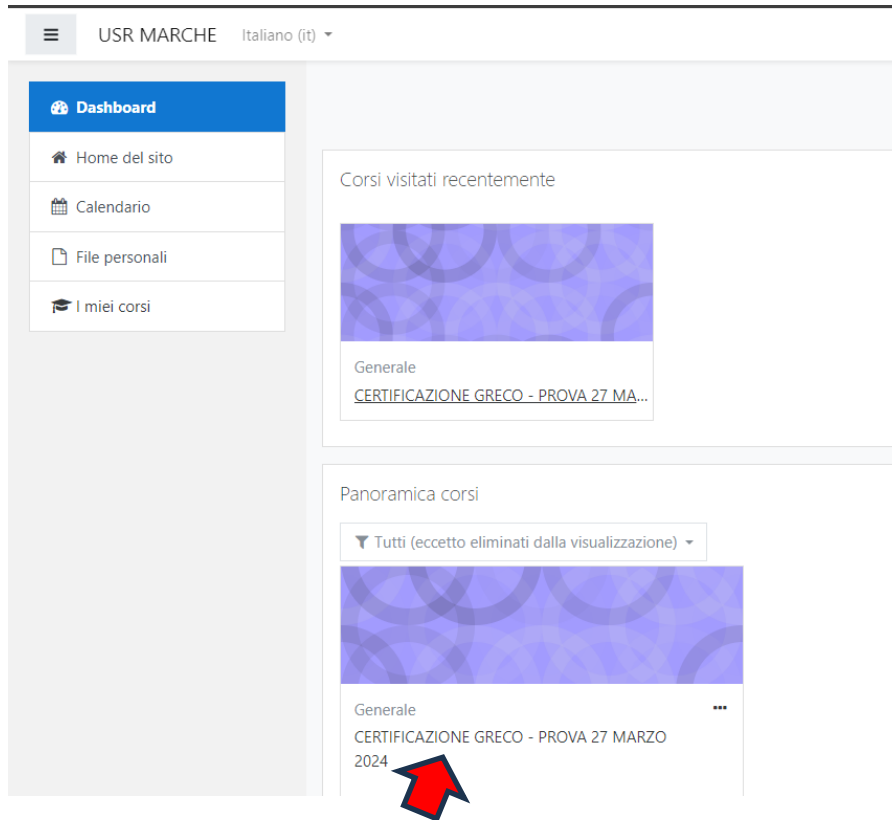 USR MARCHE Italiano (it)
Dashboard
Home del sito
Calendario
File personali
I miei corsi
Corsi visitati recentemente
Generale
CERTIFICAZIONE GRECO - PROVA 27 MA...
Panoramica corsi
Tutti (eccetto eliminati dalla visualizzazione)
Generale
CERTIFICAZIONE GRECO - PROVA 27 MARZO
2024